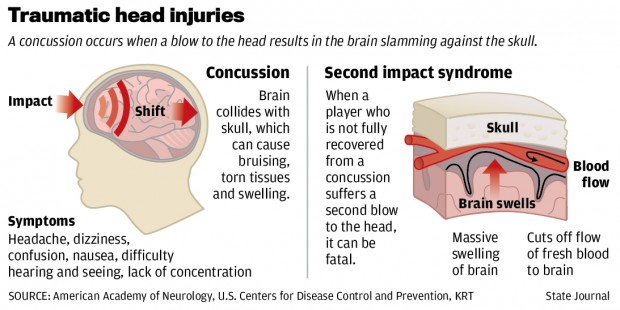 Traumatic head injuries
A concussion occurs when a blow to the head results in the brain slamming against the skull.
Concussion
Impact
Shift
Brain
collides with
skull, which
can cause
bruising,
torn tissues
and swelling.
Symptoms
Headache, dizziness,
confusion, nausea, difficulty
hearing and seeing, lack of concentration
Second impact syndrome
When a
player who
is not fully
recovered
from a
concussion
suffers a
second blow
to the head,
it can be
fatal.
Skull
Blood
flow
Brain swells
Massive
swelling
of brain
Cuts off flow
of fresh blood
to brain
SOURCE: American Academy of Neurology, U.S. Centers for Disease Control and Prevention, KRT
State Journal